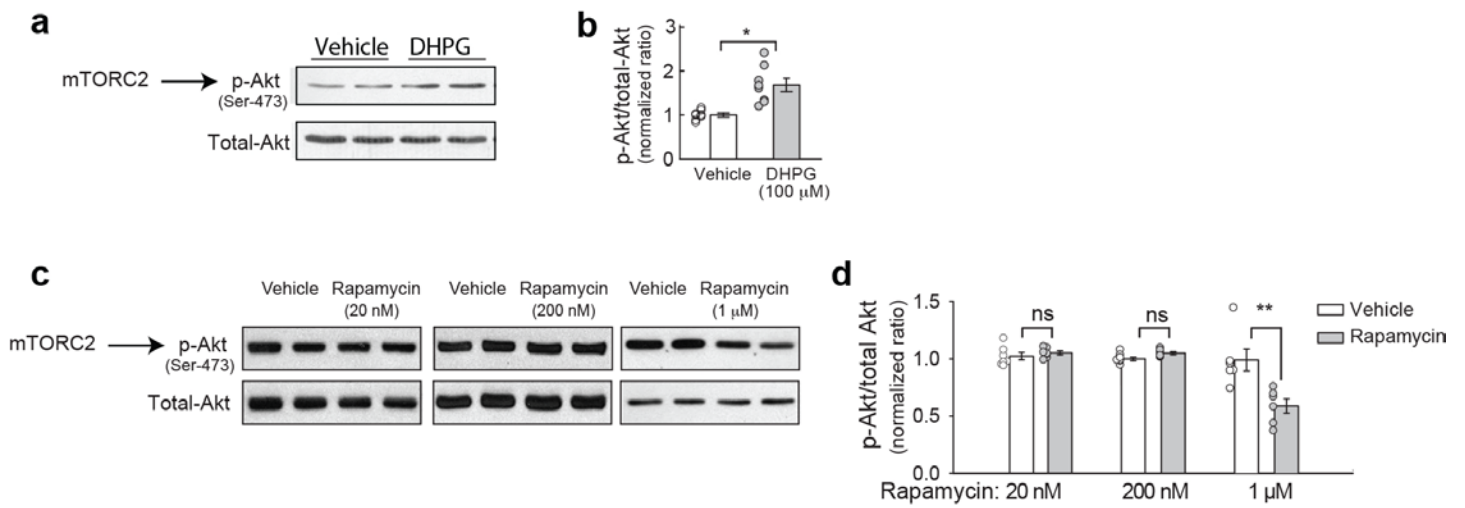 a
Vehicle DHPG
mTORC2 p-Akt
(Ser-473)
Total-Akt
b
p-Akt/total-Akt
(normalized ratio)
3
2
1
0
*
Vehicle DHPG
(100 µM)
c
Vehicle Rapamycin
(20 nM)
Vehicle Rapamycin
(200 nM)
Vehicle Rapamycin
(1 µM)
mTORC2 p-Akt
(Ser-473)
Total-Akt
d
p-Akt/total Akt
(normalized ratio)
1.5
1.0
0.5
0.0
ns
ns
**
Vehicle
Rapamycin
Rapamycin: 20 nM 200 nM 1 µM